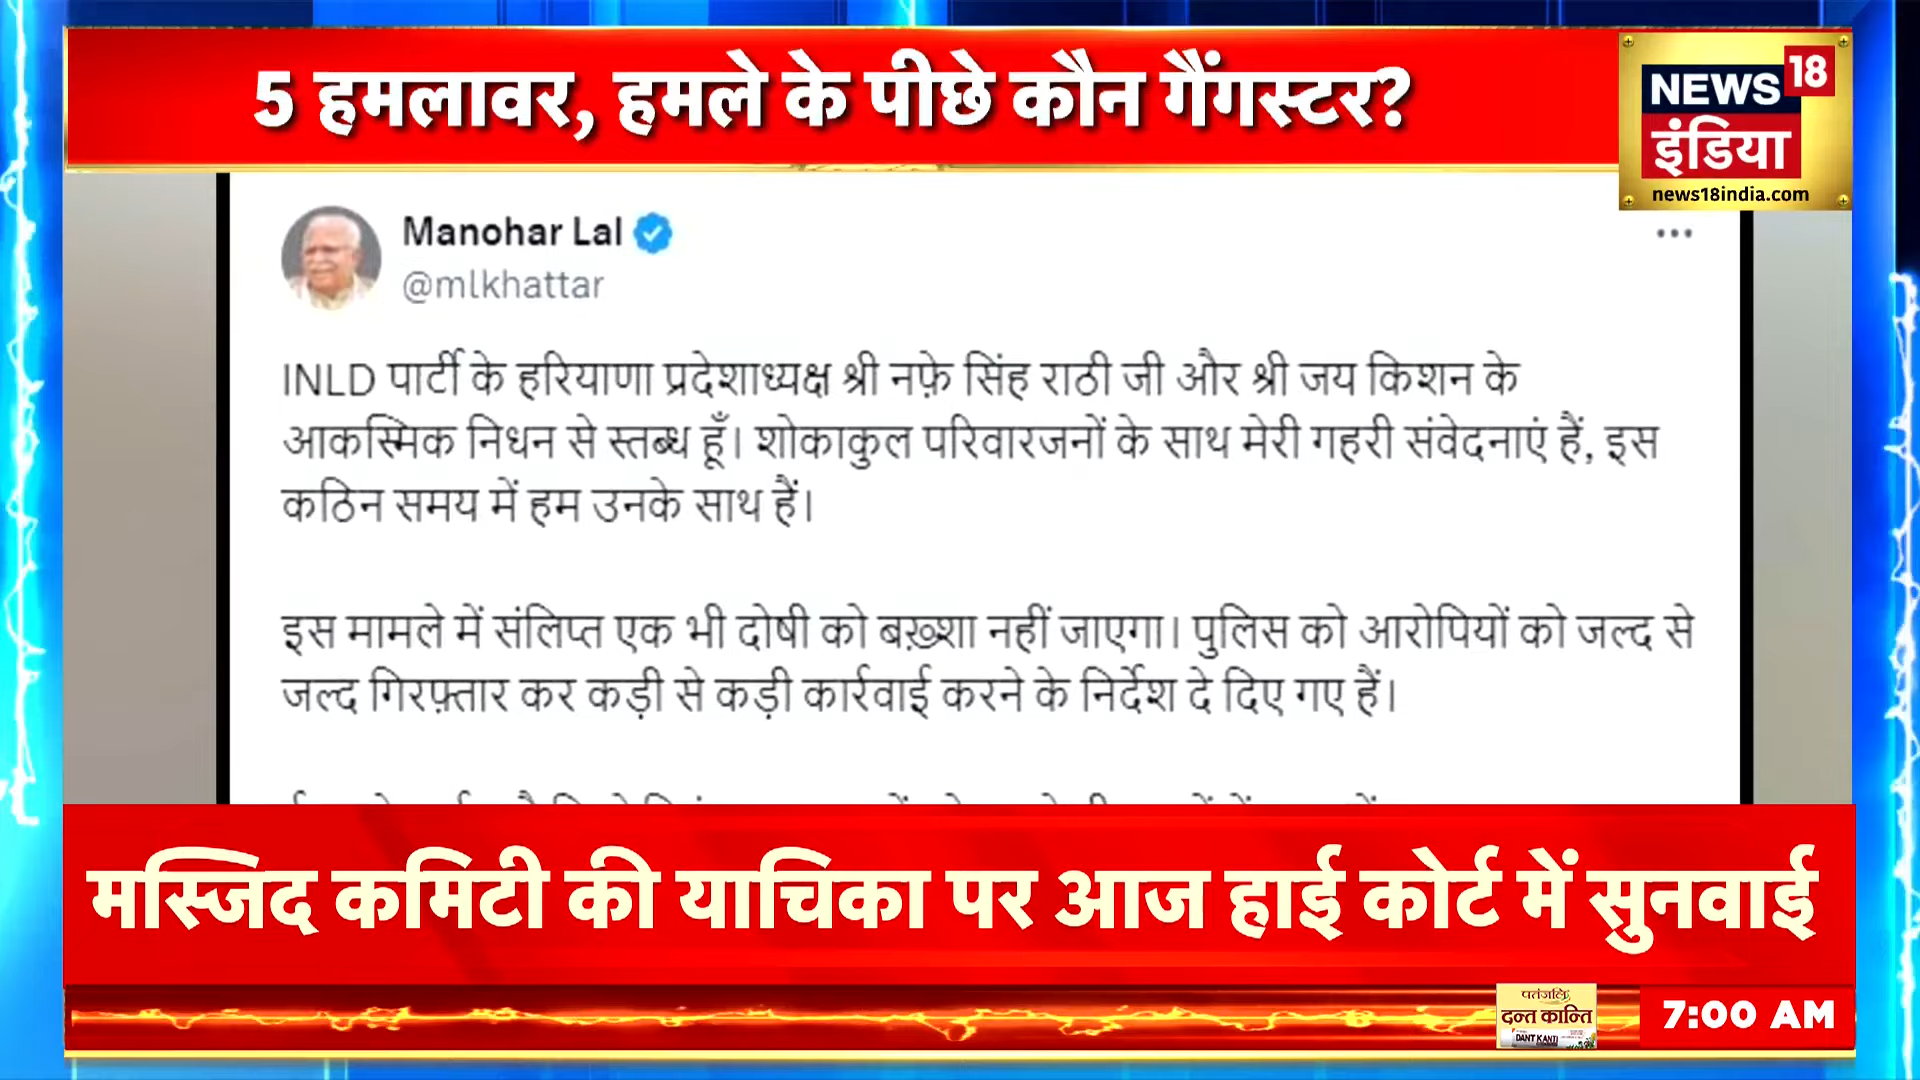 5 हमलावर, हमले के पीछे कौन गैंगस्टर?
NEWS 18
इंडिया
news18india.com
Manohar Lal
@mlkhattar
INLD पार्टी के हरियाणा प्रदेशाध्यक्ष श्री नफ़े सिंह राठी जी और श्री जय किशन के
आकस्मिक निधन से स्तब्ध हूँ। शोकाकुल परिवारजनों के साथ मेरी गहरी संवेदनाएं हैं, इस
कठिन समय में हम उनके साथ हैं।
इस मामले में संलिप्त एक भी दोषी को बख़्शा नहीं जाएगा। पुलिस को आरोपियों को जल्द से
जल्द गिरफ़्तार कर कड़ी से कड़ी कार्रवाई करने के निर्देश दे दिए गए हैं।
मस्जिद कमिटी की याचिका पर आज हाई कोर्ट में सुनवाई
पतंजलि
दन्त कान्ति
DANT KANTI
7:00 AM